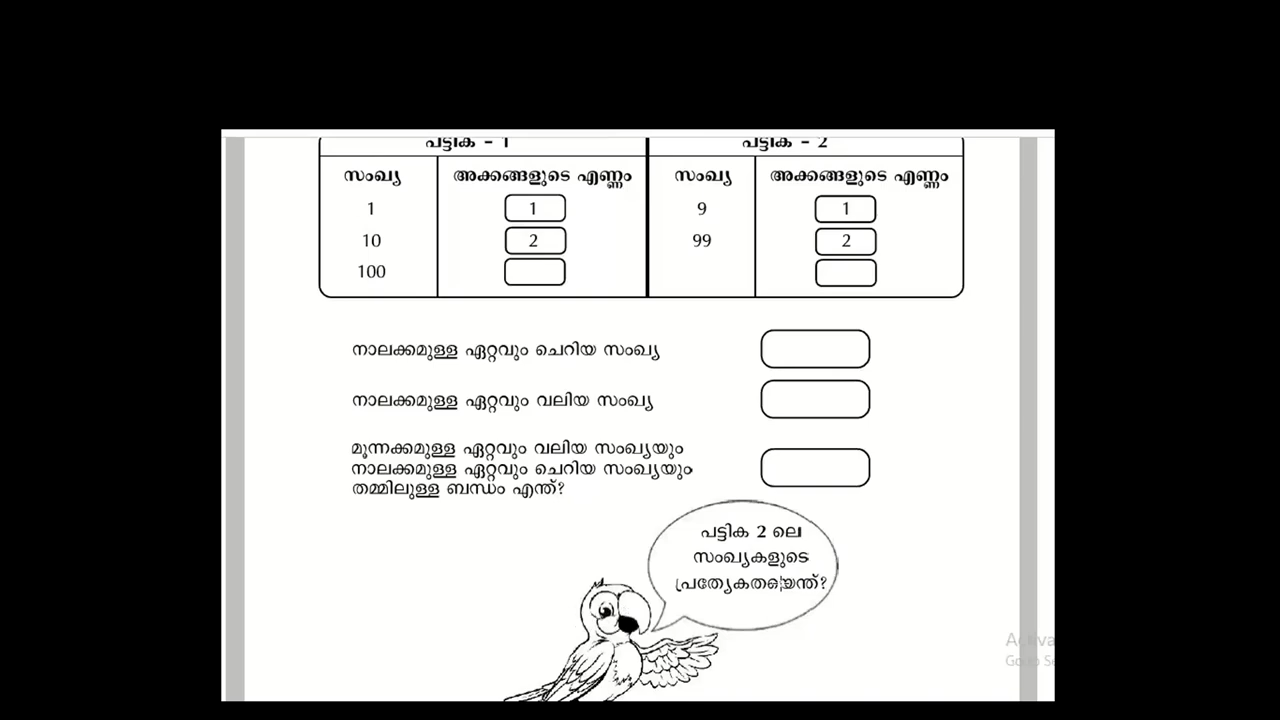 പട്ടിക - 1 പട്ടിക - 2
സംഖ്യ അക്കങ്ങളുടെ എണ്ണം സംഖ്യ അക്കങ്ങളുടെ എണ്ണം
1 1 9 1
10 2 99 2
100
നാലക്കമുള്ള ഏറ്റവും ചെറിയ സംഖ്യ
നാലക്കമുള്ള ഏറ്റവും വലിയ സംഖ്യ
മൂന്നക്കമുള്ള ഏറ്റവും വലിയ സംഖ്യയും
നാലക്കമുള്ള ഏറ്റവും ചെറിയ സംഖ്യയും
തമ്മിലുള്ള ബന്ധം എന്ത്?
പട്ടിക 2 ലെ
സംഖ്യകളുടെ
പ്രത്യേകതയെന്ത്?